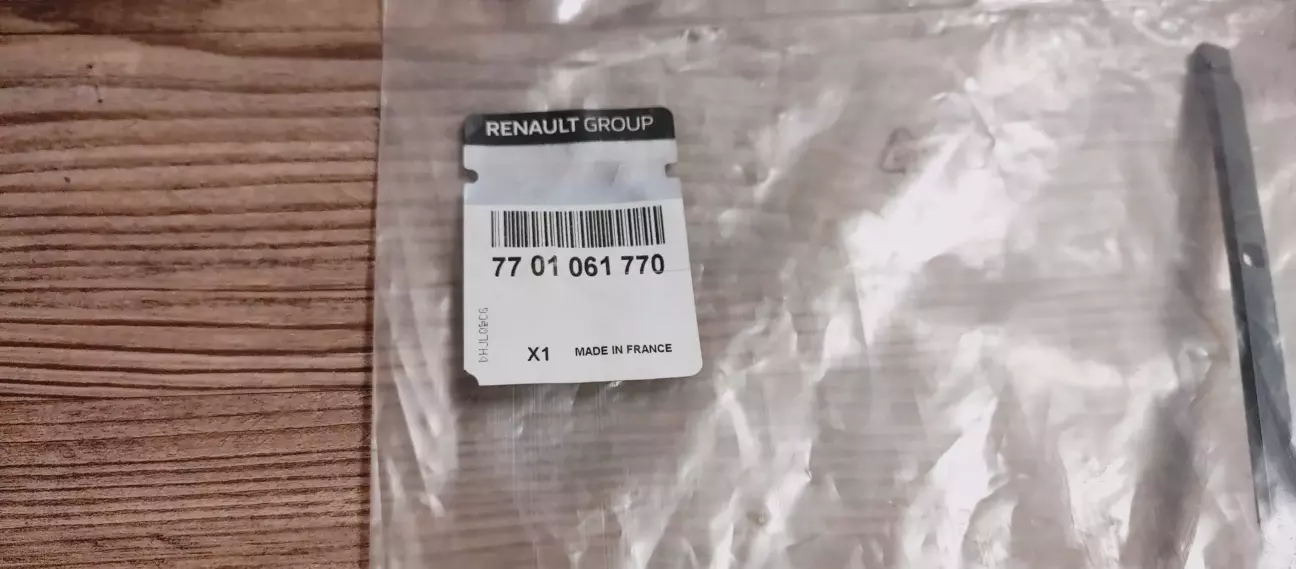 RENAULT GROUP
77 01 061 770
X1 MADE IN FRANCE